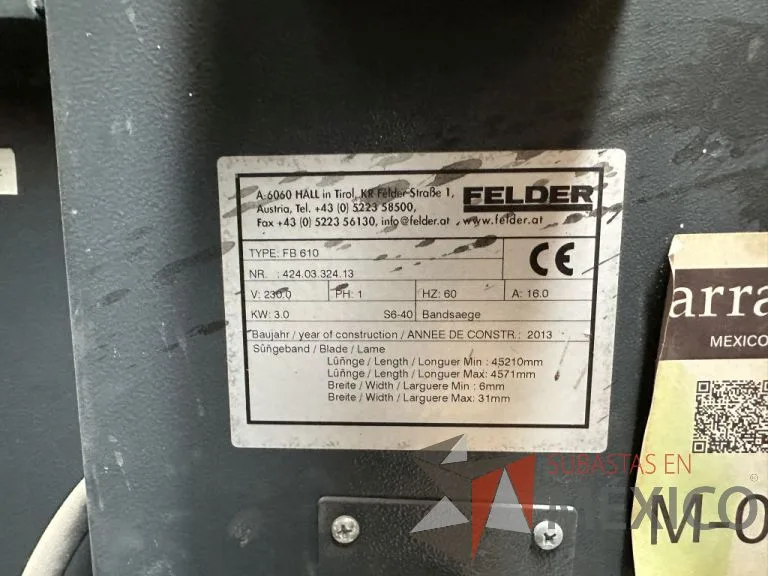 A-6060 HALL in Tirol, KR Felder-Straße 1,
Austria, Tel. +43 (0) 5223 58500,
Fax +43 (0) 5223 56130, info@felder.at , www.felder.at
FELDER
TYPE: FB 610
CE
NR. : 424.03.324.13
V: 230.0 PH: 1 HZ: 60 A: 16.0
KW: 3.0 S6-40 Bandsaege
Baujahr / year of construction / ANNEE DE CONSTR.: 2013
Süñgeband / Blade / Lame
Lüñnge / Length / Longuer Min : 45210mm
Lüñnge / Length / Longuer Max: 4571mm
Breite / Width / Larguere Min : 6mm
Breite / Width / Larguere Max: 31mm
arra
MEXICO
M-0
SUBASTAS EN
MEXICO®